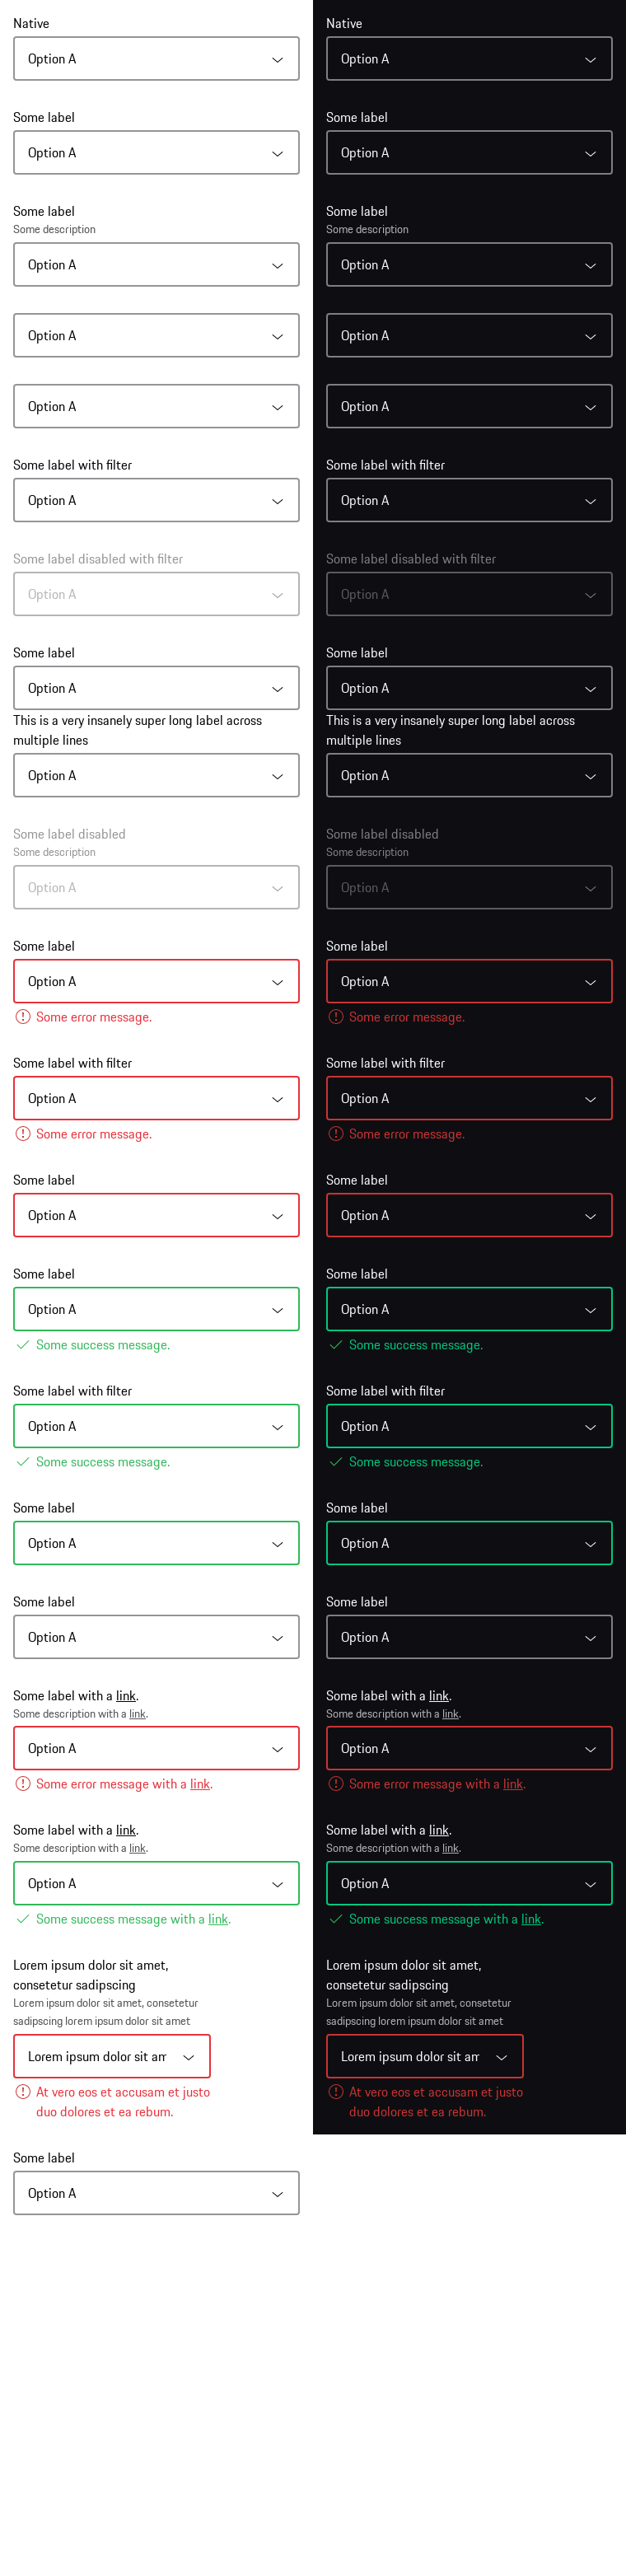 Native
Option A
Some label
Option A
Some label
Some description
Option A
Option A
Option A
Some label with filter
Option A
Some label disabled with filter
Option A
Some label
Option A
This is a very insanely super long label across
multiple lines
Option A
Some label disabled
Some description
Option A
Some label
Option A
Some error message.
Some label with filter
Option A
Some error message.
Some label
Option A
Some label
Option A
Some success message.
Some label with filter
Option A
Some success message.
Some label
Option A
Some label
Option A
Some label with a link.
Some description with a link.
Option A
Some error message with a link.
Some label with a link.
Some description with a link.
Option A
Some success message with a link.
Lorem ipsum dolor sit amet,
consetetur sadipscing
Lorem ipsum dolor sit amet, consetetur
sadipscing lorem ipsum dolor sit amet
Lorem ipsum dolor sit am
At vero eos et accusam et justo
duo dolores et ea rebum.
Some label
Option A
Native
Option A
Some label
Option A
Some label
Some description
Option A
Option A
Option A
Some label with filter
Option A
Some label disabled with filter
Option A
Some label
Option A
This is a very insanely super long label across
multiple lines
Option A
Some label disabled
Some description
Option A
Some label
Option A
Some error message.
Some label with filter
Option A
Some error message.
Some label
Option A
Some label
Option A
Some success message.
Some label with filter
Option A
Some success message.
Some label
Option A
Some label
Option A
Some label with a link.
Some description with a link.
Option A
Some error message with a link.
Some label with a link.
Some description with a link.
Option A
Some success message with a link.
Lorem ipsum dolor sit amet,
consetetur sadipscing
Lorem ipsum dolor sit amet, consetetur
sadipscing lorem ipsum dolor sit amet
Lorem ipsum dolor sit am
At vero eos et accusam et justo
duo dolores et ea rebum.